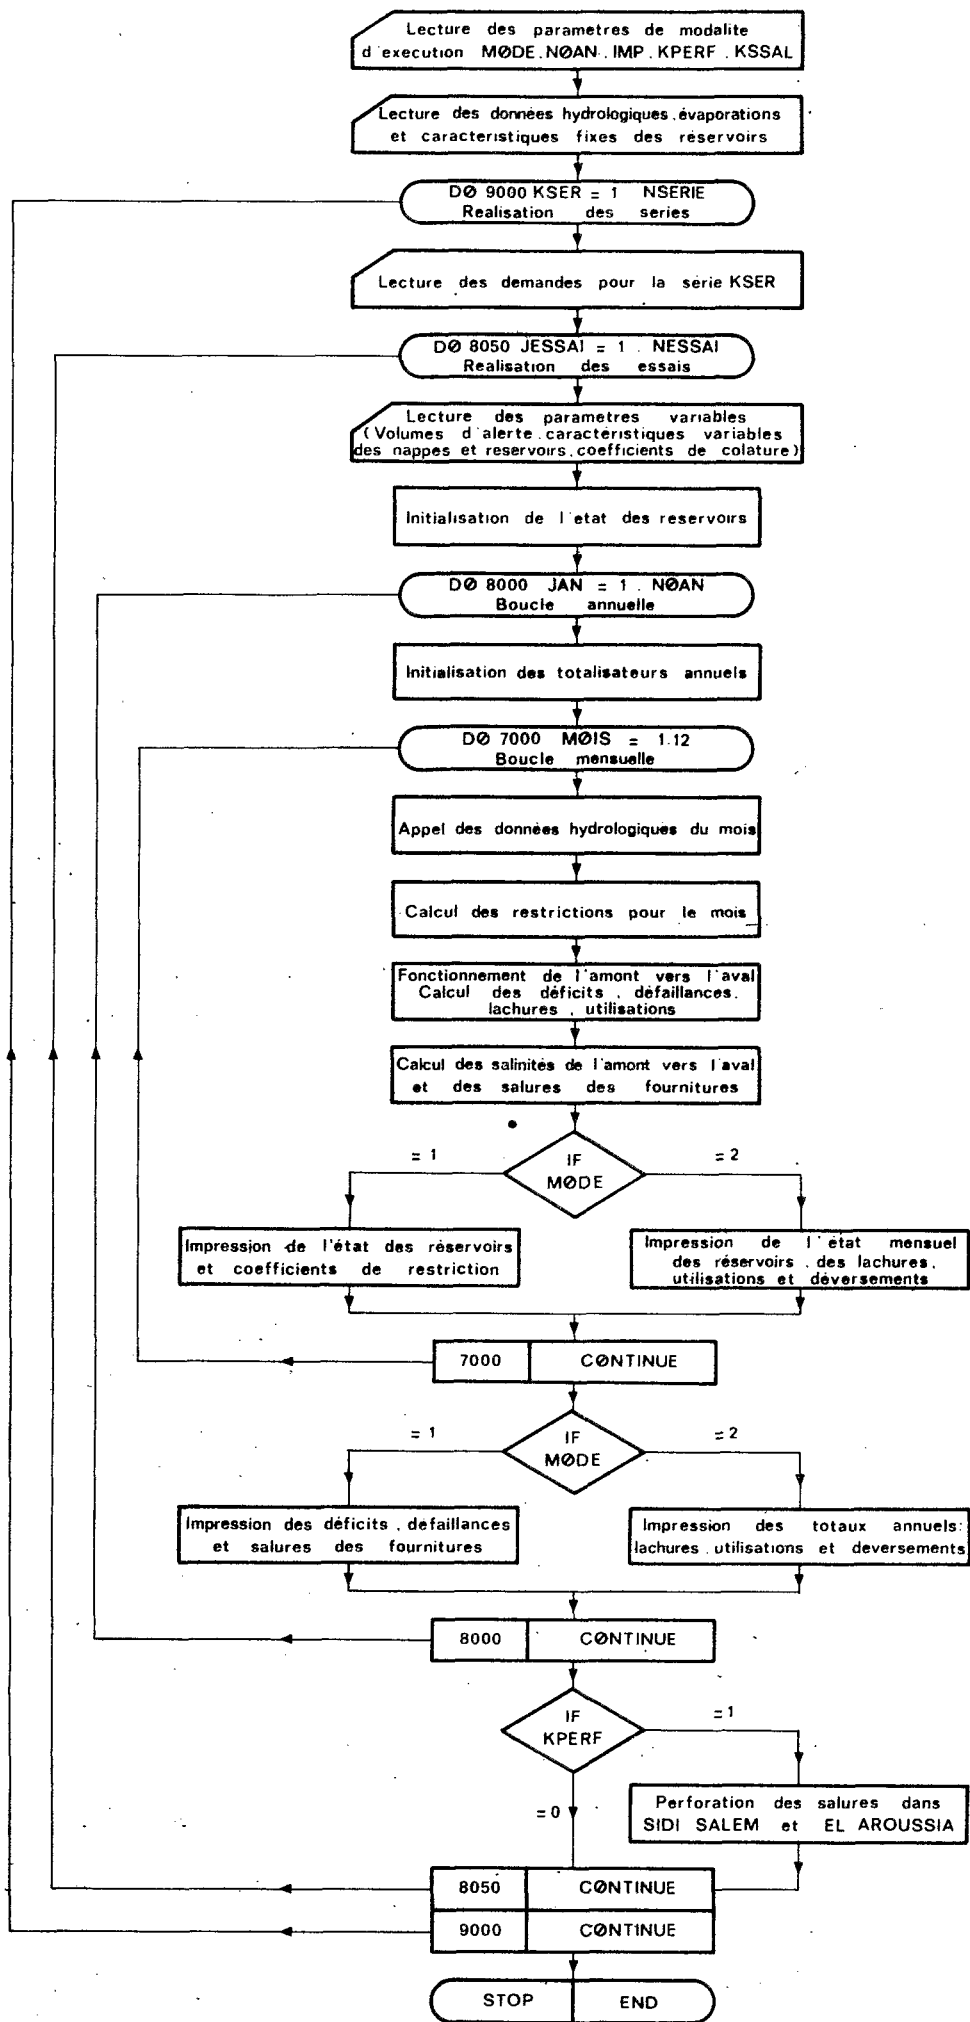 Lecture des parametres de modalite
d'execution MØDE.NØAN.IMP.KPERF.KSSAL
Lecture des données hydrologiques,évaporations
et caracteristiques fixes des réservoirs
DØ 9000 KSER = 1 NSERIE
Realisation des series
Lecture des demandes pour la série KSER
DØ 8050 JESSAI = 1 . NESSAI
Realisation des essais
Lecture des parametres variables
(Volumes d'alerte.caractéristiques variables
des nappes et reservoirs,coefficients de colature)
Initialisation de l'etat des reservoirs
DØ 8000 JAN = 1 . NØAN
Boucle annuelle
Initialisation des totalisateurs annuels
DØ 7000 MØIS = 1.12
Boucle mensuelle
Appel des données hydrologiques du mois
Calcul des restrictions pour le mois
Fonctionnement de l'amont vers l'aval
Calcul des déficits , défaillances.
lachures , utilisations
Calcul des salinités de l'amont vers l'aval
et des salures des fournitures
= 1
IF
MØDE
= 2
Impression de l'état des réservoirs
et coefficients de restriction
Impression de l'état mensuel
des réservoirs , des lachures,
utilisations et déversements
7000 CØNTINUE
= 1
IF
MØDE
= 2
Impression des déficits , défaillances
et salures des fournitures
Impression des totaux annuels:
lachures, utilisations et deversements
8000 CØNTINUE
IF
KPERF
= 1
=0
Perforation des salures dans
SIDI SALEM et EL AROUSSIA
8050 CØNTINUE
9000 CØNTINUE
STOP END